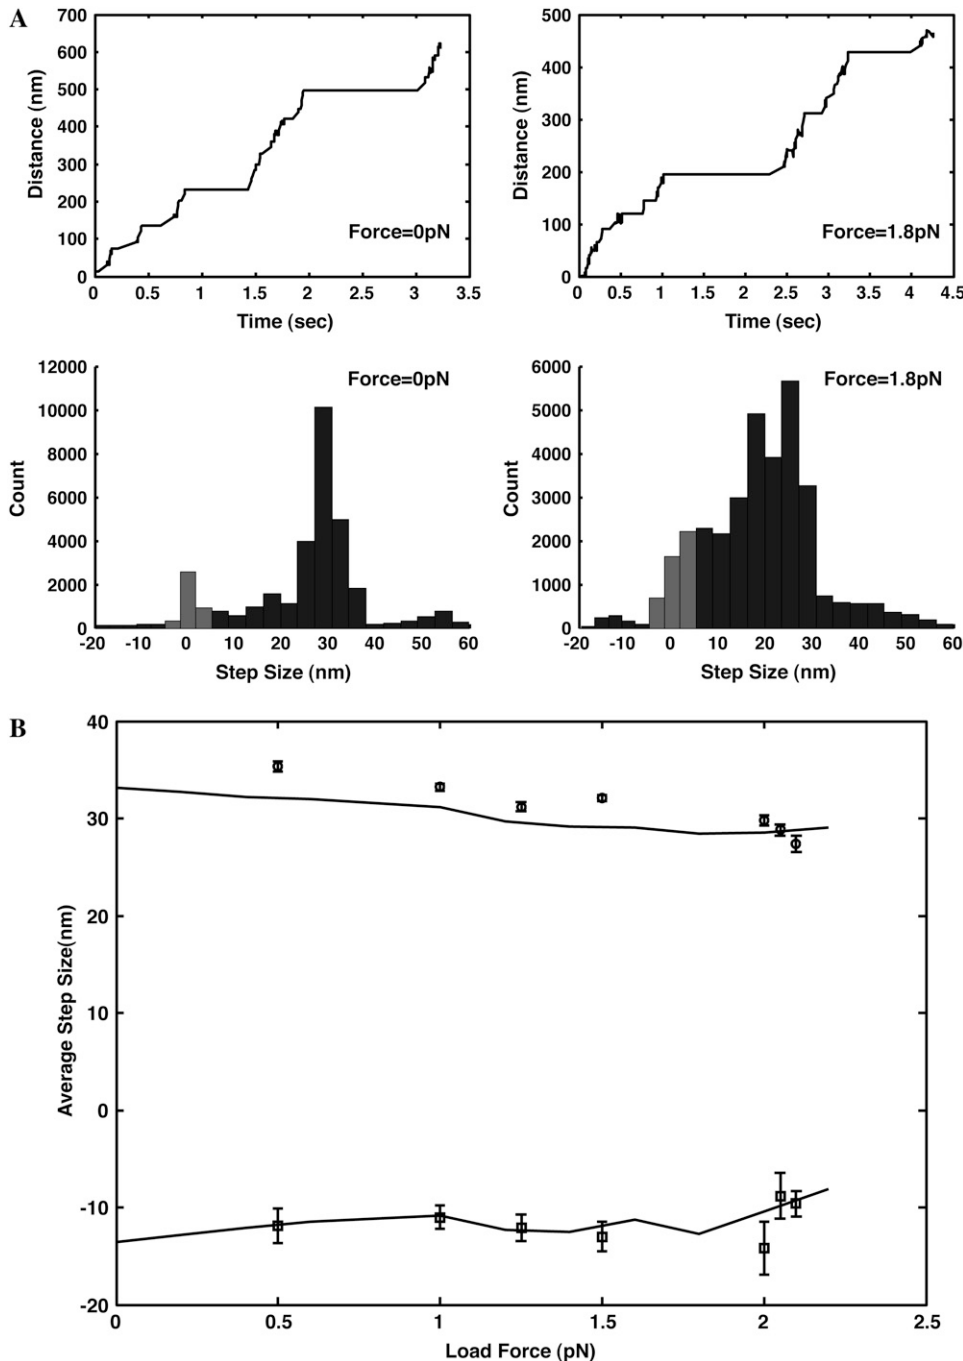 A
700
600
500
400
300
200
100
0
Distance (nm)
Force=0pN
0 0.5 1 1.5 2 2.5 3 3.5
Time (sec)
500
400
300
200
100
0
Distance (nm)
Force=1.8pN
0 0.5 1 1.5 2 2.5 3 3.5 4 4.5
Time (sec)
12000
10000
8000
6000
4000
2000
0
Count
Force=0pN
-20 -10 0 10 20 30 40 50 60
Step Size (nm)
6000
5000
4000
3000
2000
1000
0
Count
Force=1.8pN
-20 -10 0 10 20 30 40 50 60
Step Size (nm)
B
40
30
20
10
0
-10
-20
Average Step Size(nm)
0 0.5 1 1.5 2 2.5
Load Force (pN)